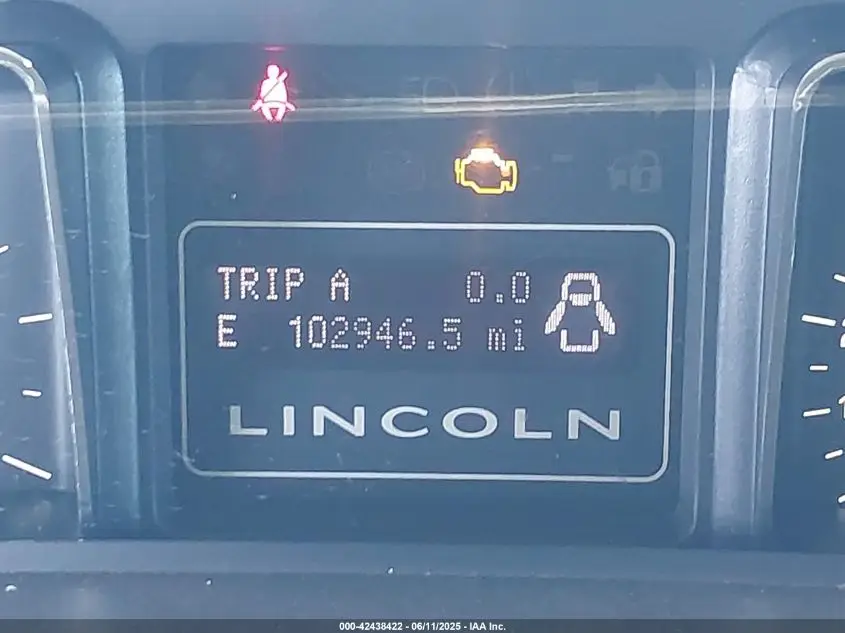 TRIP A 0.0
E 102946.5 mi
LINCOLN
000-42438422 - 06/11/2025 - IAA Inc.